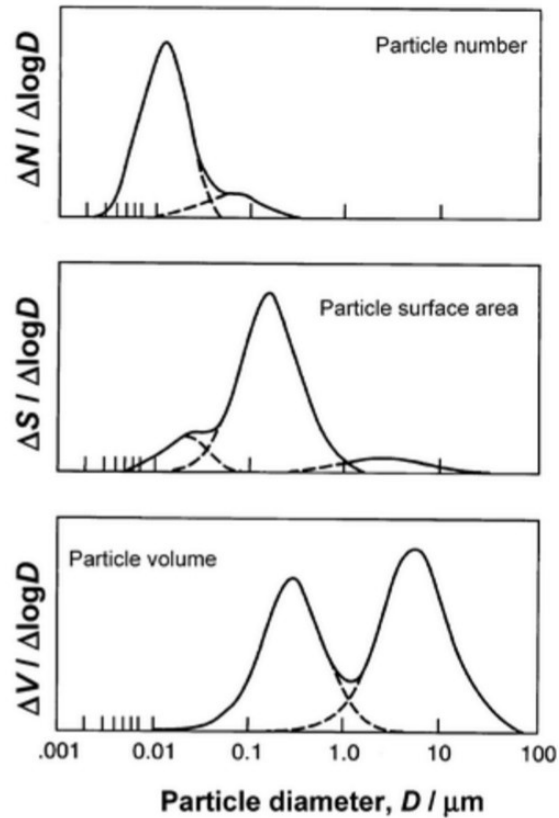 ΔN / ΔlogD
Particle number
ΔS / ΔlogD
Particle surface area
ΔV / ΔlogD
Particle volume
.001 0.01 0.1 1.0 10 100
Particle diameter, D / μm